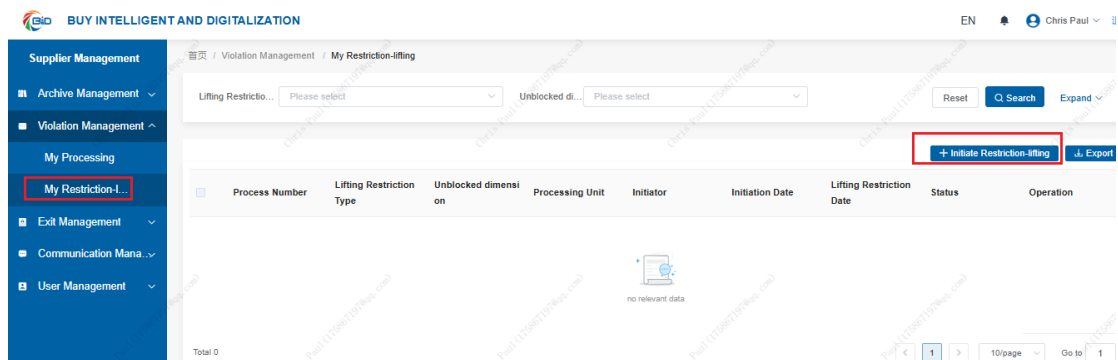 BID BUY INTELLIGENT AND DIGITALIZATION EN Chris Paul
Supplier Management
首页 / Violation Management / My Restriction-lifting
Archive Management
Lifting Restrictio... Please select Unblocked di... Please select Reset Search Expand
Violation Management
My Processing
+ Initiate Restriction-lifting Export
My Restriction-l...
Process Number
Lifting Restriction
Type
Unblocked dimensi
on
Processing Unit
Initiator
Initiation Date
Lifting Restriction
Date
Status
Operation
Exit Management
Communication Mana...
User Management
no relevant data
Total 0
< 1 > 10/page Go to 1